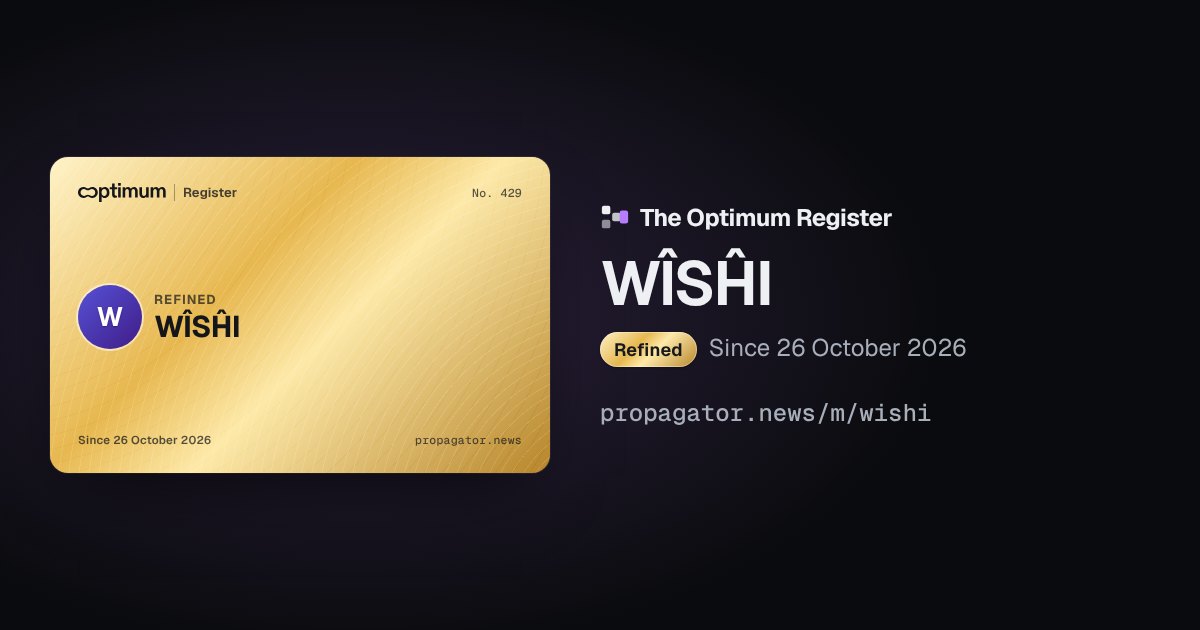 optimum | Register
No. 429
W
REFINED
WÎSĤI
Since 26 October 2026
propagator.news
The Optimum Register
WÎSĤI
Refined Since 26 October 2026
propagator.news/m/wishi